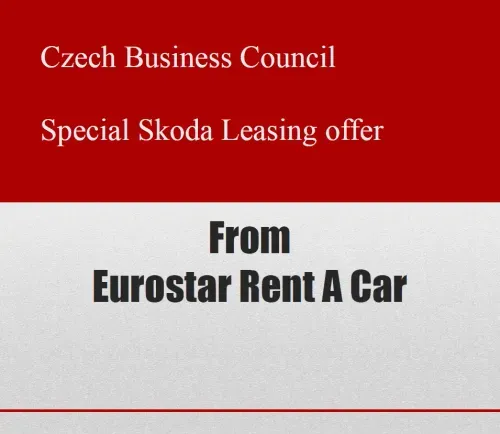 Czech Business Council
Special Skoda Leasing offer
From
Eurostar Rent A Car